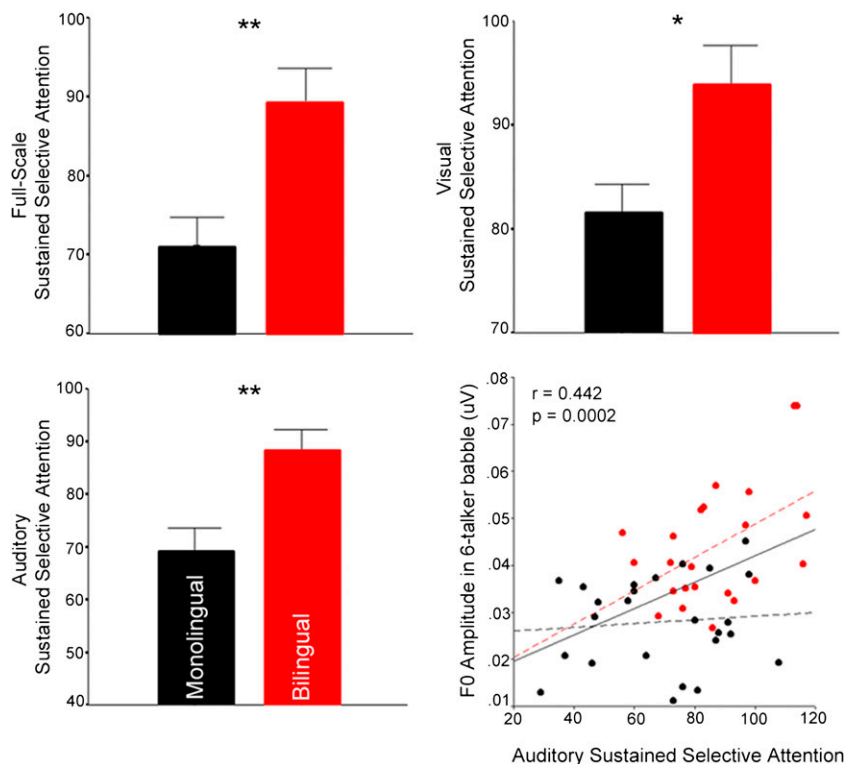 Full-Scale
Sustained Selective Attention
100
90
80
70
60
**
Visual
Sustained Selective Attention
100
90
80
70
*
Auditory
Sustained Selective Attention
100
90
80
70
60
50
40
**
Monolingual
Bilingual
F0 Amplitude in 6-talker babble (uV)
.08
.07
.06
.05
.04
.03
.02
.01
r = 0.442
p = 0.0002
20 40 60 80 100 120
Auditory Sustained Selective Attention